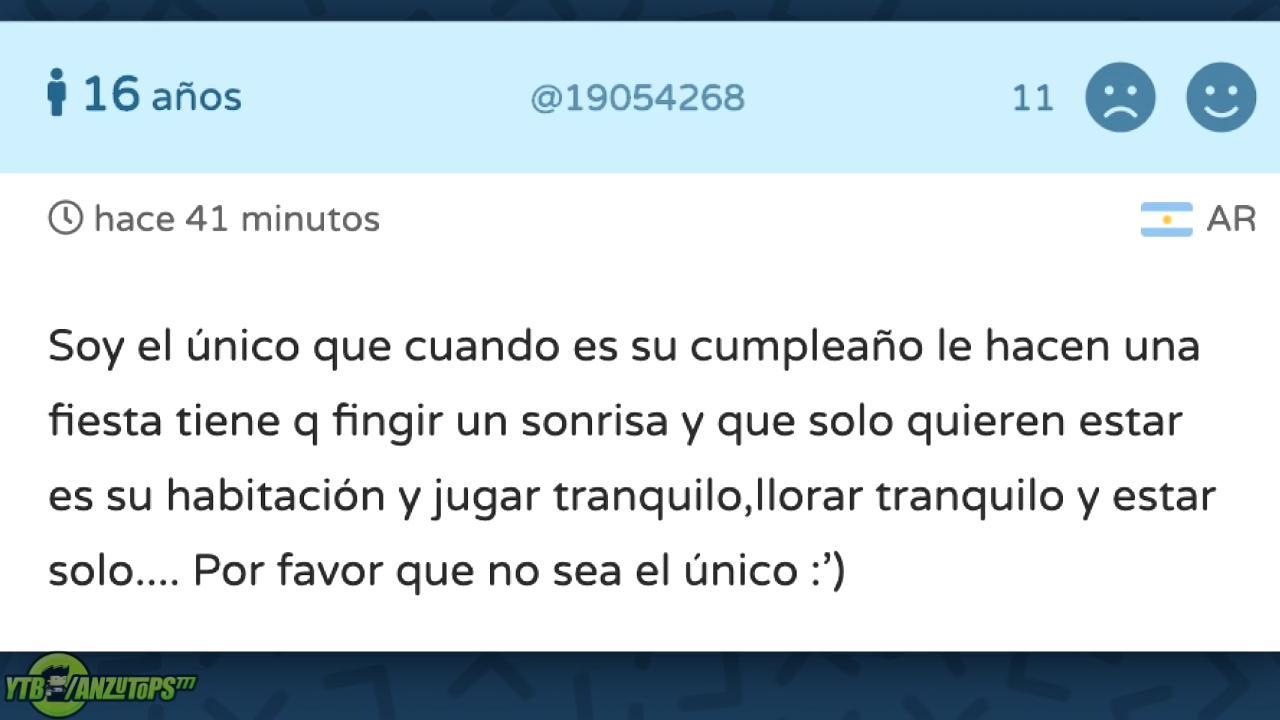 16 años @19054268 11
hace 41 minutos AR
Soy el único que cuando es su cumpleaño le hacen una
fiesta tiene q fingir un sonrisa y que solo quieren estar
es su habitación y jugar tranquilo,llorar tranquilo y estar
solo.... Por favor que no sea el único :’)
YTB/ANZUTOPS777